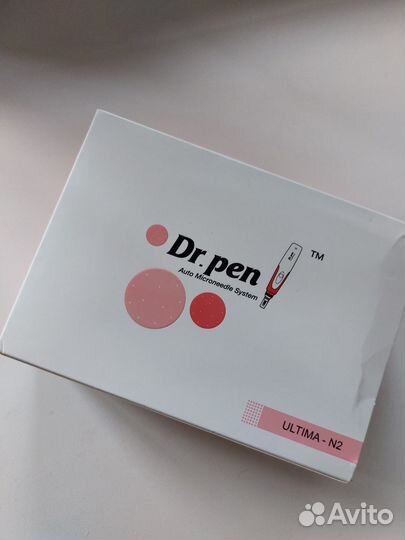 Dr. pen ™
Auto Microneedle System
ULTIMA - N2
Avito